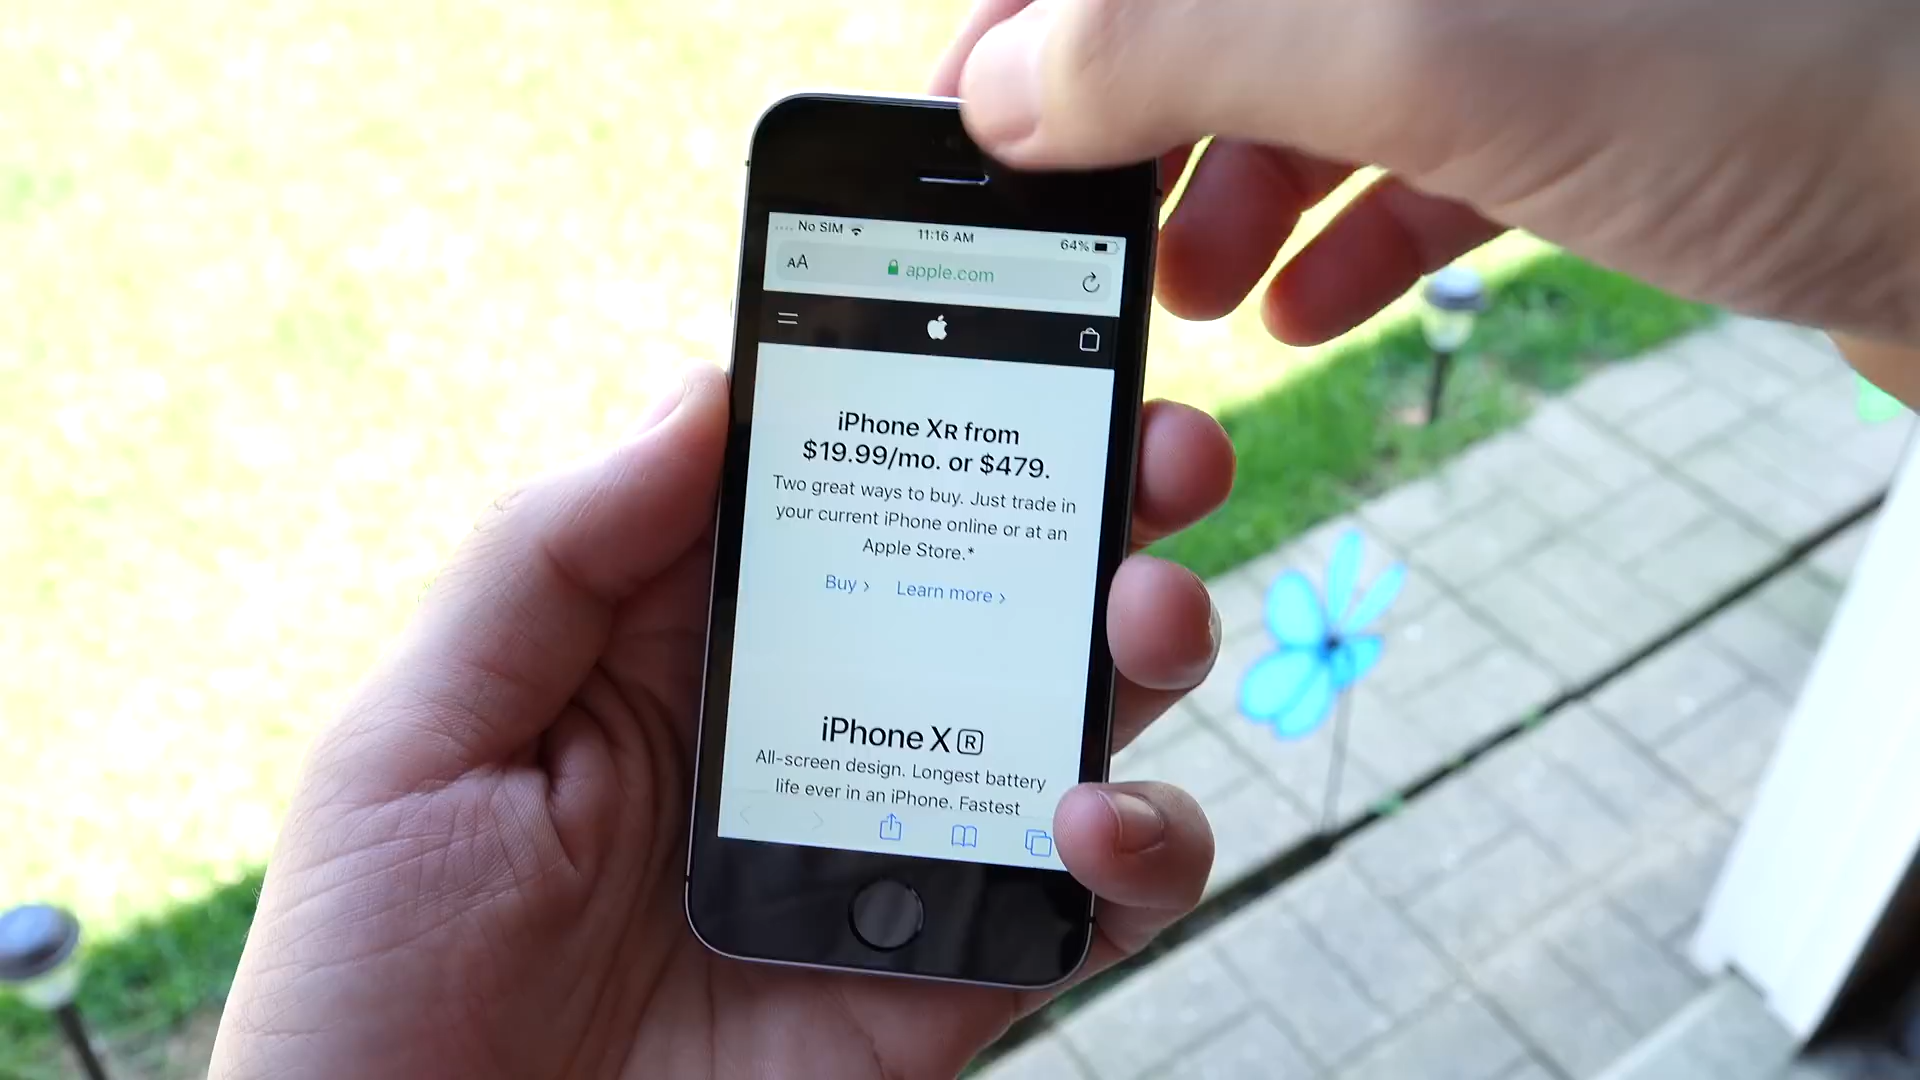 No SIM 11:16 AM 64%
AA apple.com
iPhone XR from
$19.99/mo. or $479.
Two great ways to buy. Just trade in
your current iPhone online or at an
Apple Store.*
Buy › Learn more ›
iPhone XR
All-screen design. Longest battery
life ever in an iPhone. Fastest